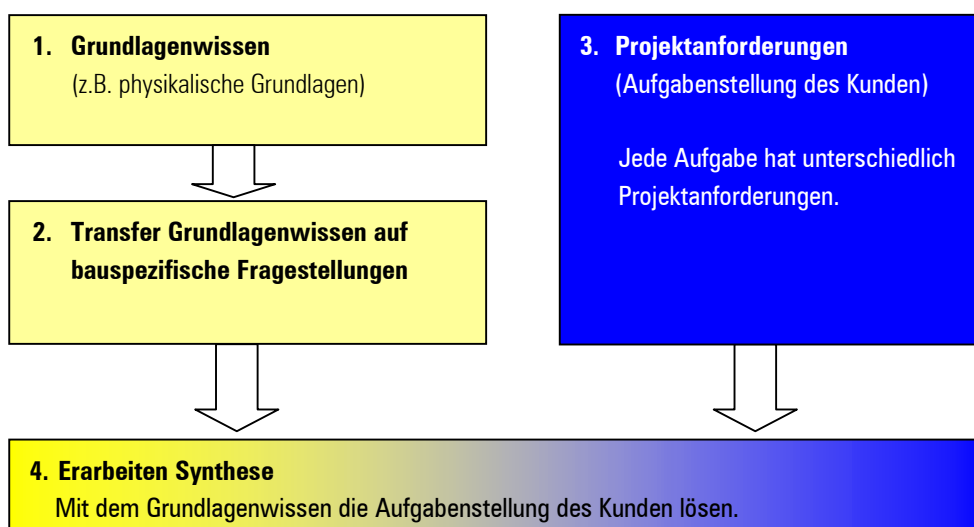 1. Grundlagenwissen
(z.B. physikalische Grundlagen)
2. Transfer Grundlagenwissen auf
bauspezifische Fragestellungen
3. Projektanforderungen
(Aufgabenstellung des Kunden)
Jede Aufgabe hat unterschiedlich
Projektanforderungen.
4. Erarbeiten Synthese
Mit dem Grundlagenwissen die Aufgabenstellung des Kunden lösen.